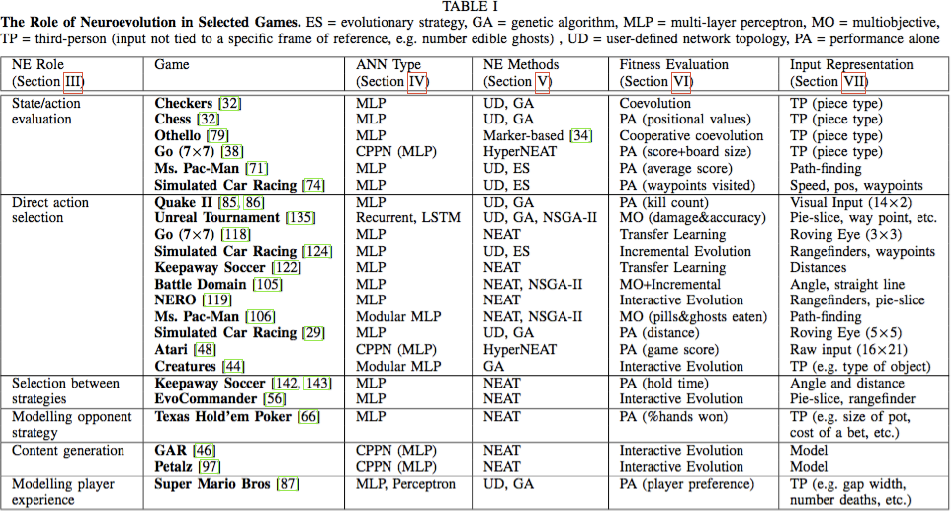 TABLE I
The Role of Neuroevolution in Selected Games. ES = evolutionary strategy, GA = genetic algorithm, MLP = multi-layer perceptron, MO = multiobjective,
TP = third-person (input not tied to a specific frame of reference, e.g. number edible ghosts) , UD = user-defined network topology, PA = performance alone
NE Role Game ANN Type NE Methods Fitness Evaluation Input Representation
(Section III) (Section IV) (Section V) (Section VI) (Section VII)
State/action Checkers [32] MLP UD, GA Coevolution TP (piece type)
evaluation Chess [32] MLP UD, GA PA (positional values) TP (piece type)
Othello [79] MLP Marker-based [34] Cooperative coevolution TP (piece type)
Go (7×7) [38] CPPN (MLP) HyperNEAT PA (score+board size) TP (piece type)
Ms. Pac-Man [71] MLP UD, ES PA (average score) Path-finding
Simulated Car Racing [74] MLP UD, ES PA (waypoints visited) Speed, pos, waypoints
Direct action Quake II [85, 86] MLP UD, GA PA (kill count) Visual Input (14×2)
selection Unreal Tournament [135] Recurrent, LSTM UD, GA, NSGA-II MO (damage&accuracy) Pie-slice, way point, etc.
Go (7×7) [118] MLP NEAT Transfer Learning Roving Eye (3×3)
Simulated Car Racing [124] MLP UD, ES Incremental Evolution Rangefinders, waypoints
Keepaway Soccer [122] MLP NEAT Transfer Learning Distances
Battle Domain [105] MLP NEAT, NSGA-II MO+Incremental Angle, straight line
NERO [119] MLP NEAT Interactive Evolution Rangefinders, pie-slice
Ms. Pac-Man [106] Modular MLP NEAT, NSGA-II MO (pills&ghosts eaten) Path-finding
Simulated Car Racing [29] MLP UD, GA PA (distance) Roving Eye (5×5)
Atari [48] CPPN (MLP) HyperNEAT PA (game score) Raw input (16×21)
Creatures [44] Modular MLP GA Interactive Evolution TP (e.g. type of object)
Selection between Keepaway Soccer [142, 143] MLP NEAT PA (hold time) Angle and distance
strategies EvoCommander [56] MLP NEAT Interactive Evolution Pie-slice, rangefinder
Modelling opponent Texas Hold'em Poker [66] MLP NEAT PA (%hands won) TP (e.g. size of pot,
strategy cost of a bet, etc.)
Content generation GAR [46] CPPN (MLP) NEAT Interactive Evolution Model
Petalz [97] CPPN (MLP) NEAT Interactive Evolution Model
Modelling player Super Mario Bros [87] MLP, Perceptron UD, GA PA (player preference) TP (e.g. gap width,
experience number deaths, etc.)